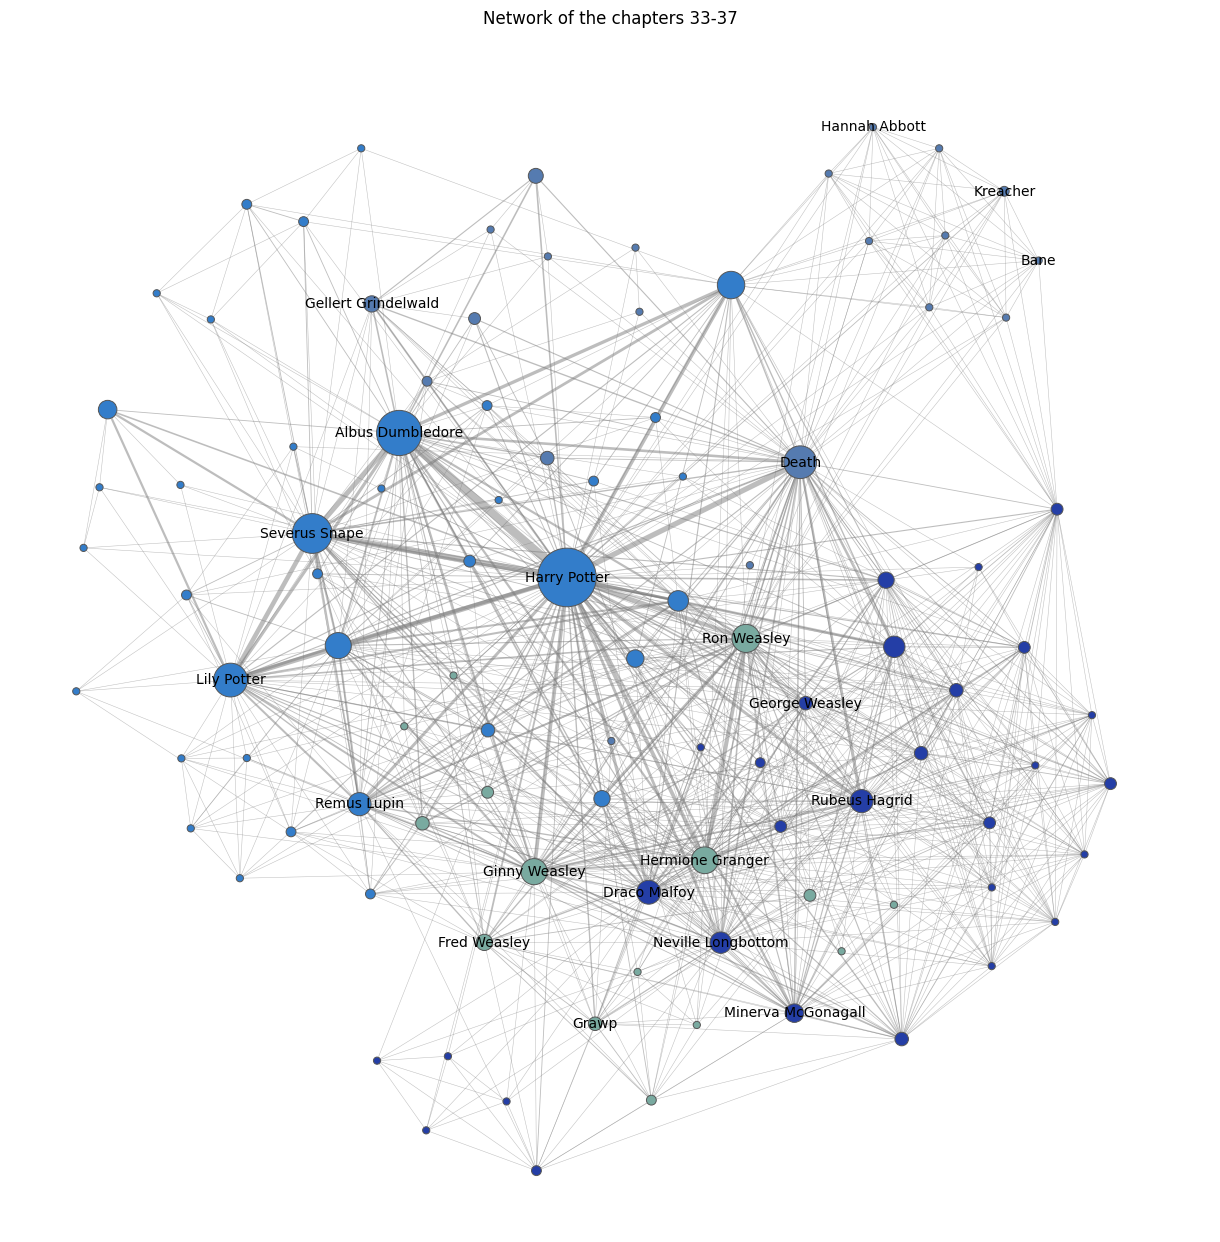 Network of the chapters 33-37
Hannah Abbott
Kreacher
Bane
Gellert Grindelwald
Albus Dumbledore
Death
Severus Snape
Harry Potter
Ron Weasley
Lily Potter
George Weasley
Rubeus Hagrid
Remus Lupin
Hermione Granger
Ginny Weasley
Draco Malfoy
Fred Weasley
Neville Longbottom
Minerva McGonagall
Grawp